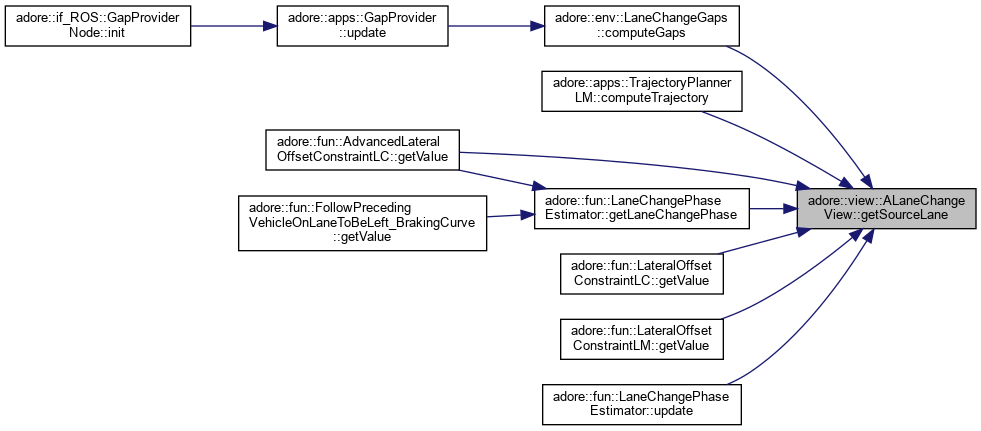 adore::if_ROS::GapProvider
Node::init
adore::apps::GapProvider
::update
adore::env::LaneChangeGaps
::computeGaps
adore::apps::TrajectoryPlanner
LM::computeTrajectory
adore::fun::AdvancedLateral
OffsetConstraintLC::getValue
adore::fun::LaneChangePhase
Estimator::getLaneChangePhase
adore::view::ALaneChange
View::getSourceLane
adore::fun::FollowPreceding
VehicleOnLaneToBeLeft_BrakingCurve
::getValue
adore::fun::LateralOffset
ConstraintLC::getValue
adore::fun::LateralOffset
ConstraintLM::getValue
adore::fun::LaneChangePhase
Estimator::update